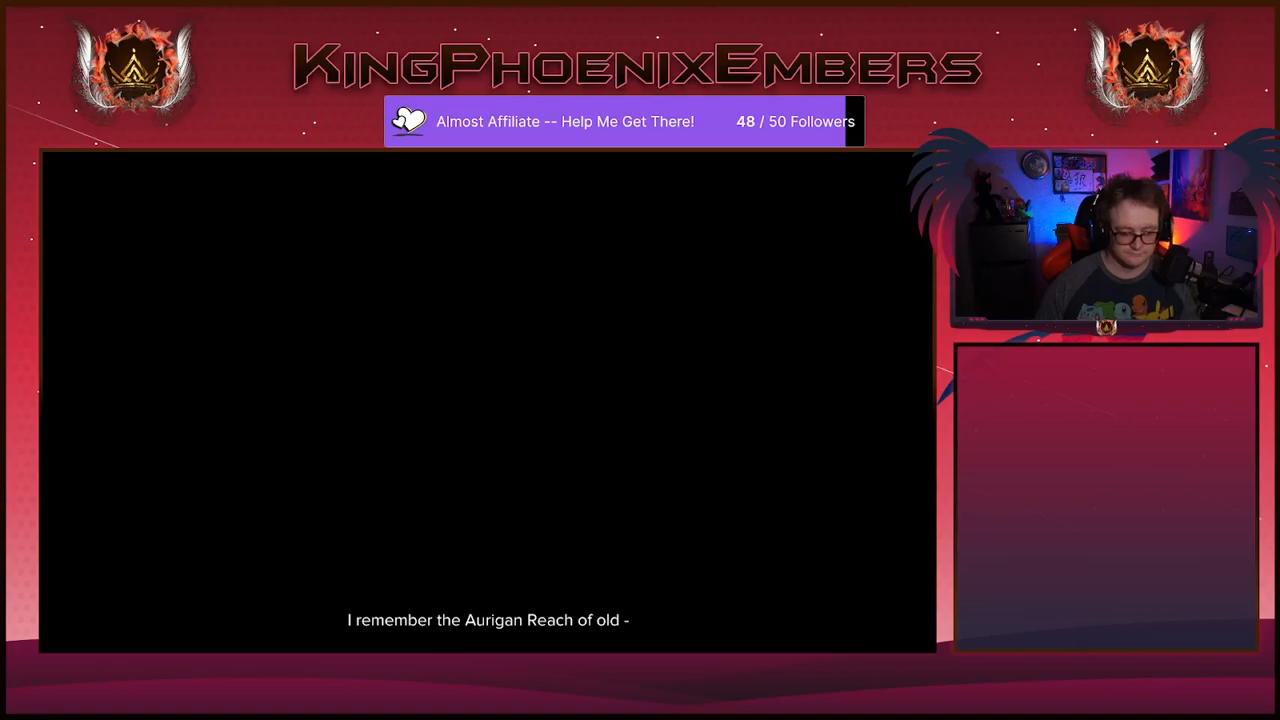 KingPhoenixEmbers
Almost Affiliate -- Help Me Get There! 48 / 50 Followers
I remember the Aurigan Reach of old -